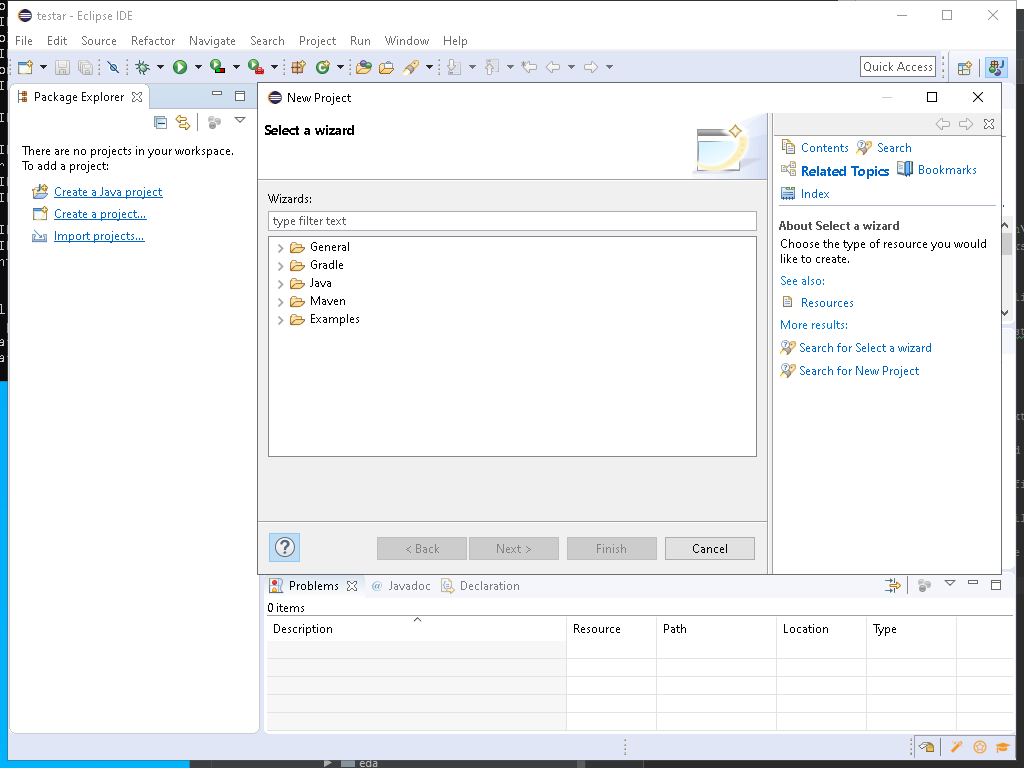 testar - Eclipse IDE
File Edit Source Refactor Navigate Search Project Run Window Help
Quick Access
Package Explorer
There are no projects in your workspace.
To add a project:
Create a Java project
Create a project...
Import projects...
New Project
Select a wizard
Wizards:
type filter text
General
Gradle
Java
Maven
Examples
< Back Next > Finish Cancel
Contents Search
Related Topics Bookmarks
Index
About Select a wizard
Choose the type of resource you would
like to create.
See also:
Resources
More results:
Search for Select a wizard
Search for New Project
Problems @ Javadoc Declaration
0 items
Description Resource Path Location Type
eda